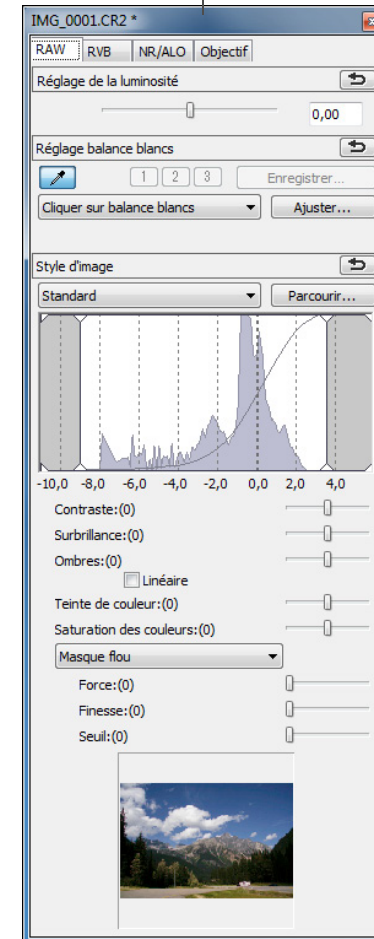 IMG_0001.CR2 *
RAW RVB NR/ALO Objectif
Réglage de la luminosité
0,00
Réglage balance blancs
1 2 3 Enregistrer...
Cliquer sur balance blancs Ajuster...
Style d'image
Standard Parcourir...
-10,0 -8,0 -6,0 -4,0 -2,0 0,0 2,0 4,0
Contraste:(0)
Surbrillance:(0)
Ombres:(0)
Linéaire
Teinte de couleur:(0)
Saturation des couleurs:(0)
Masque flou
Force:(0)
Finesse:(0)
Seuil:(0)